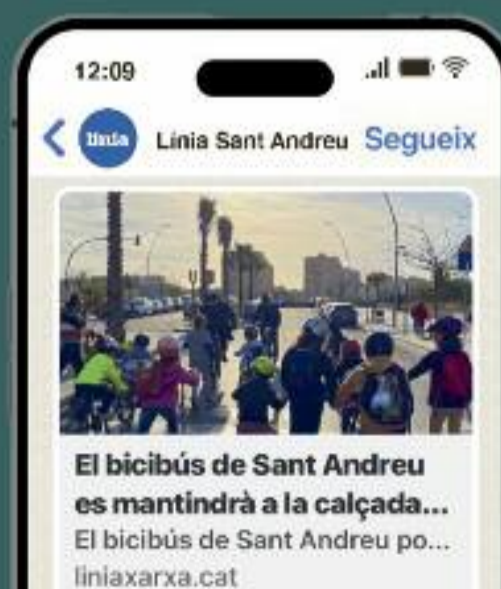 12:09
línia
Línia Sant Andreu
Segueix
El bicibús de Sant Andreu
es mantindrà a la calçada...
El bicibús de Sant Andreu po...
liniaxarxa.cat